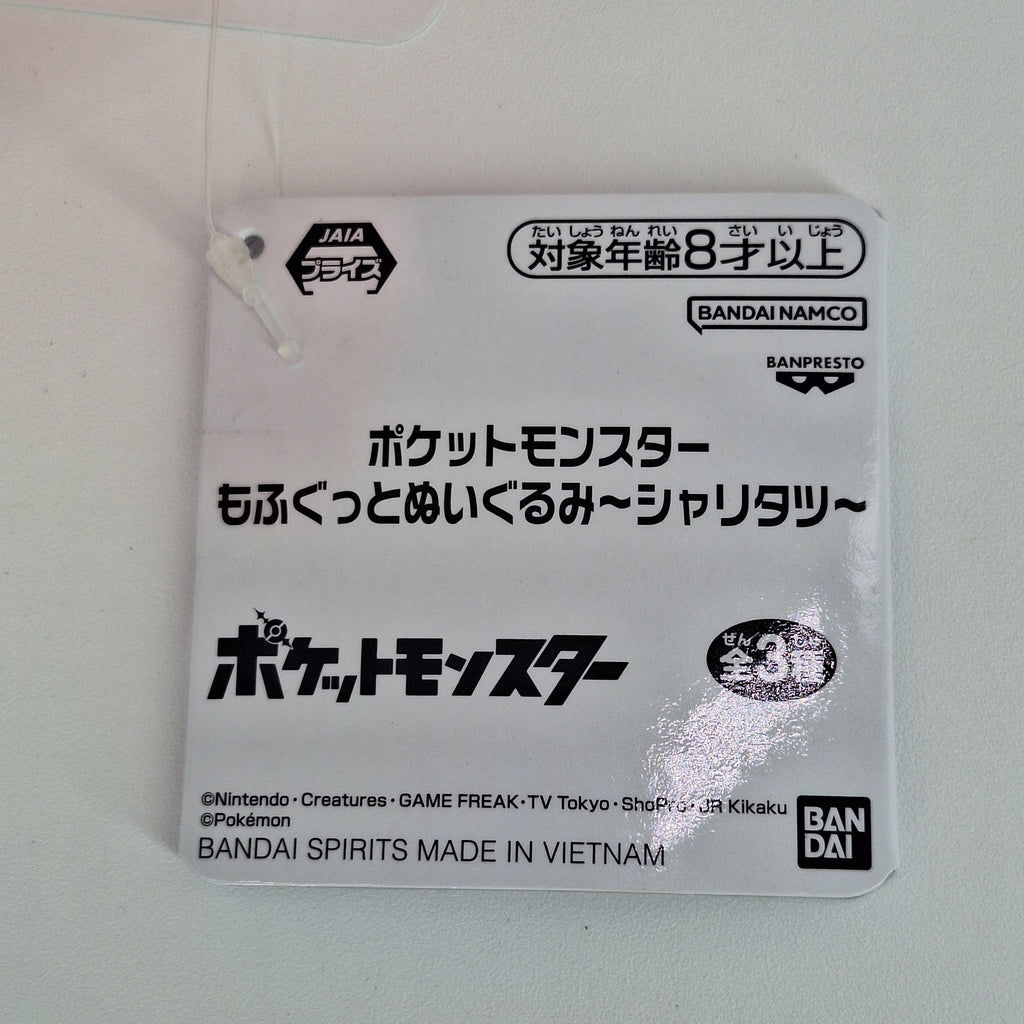 JAIA
プライズ
たいしょうねんれい さいいじょう
対象年齢8才以上
BANDAI NAMCO
BANPRESTO
ポケットモンスター
もふぐっとぬいぐるみ～シャリタツ～
ポケットモンスター
ぜん
全3種
©Nintendo・Creatures・GAME FREAK・TV Tokyo・ShoPro・JR Kikaku
©Pokémon
BANDAI SPIRITS MADE IN VIETNAM
BAN
DAI